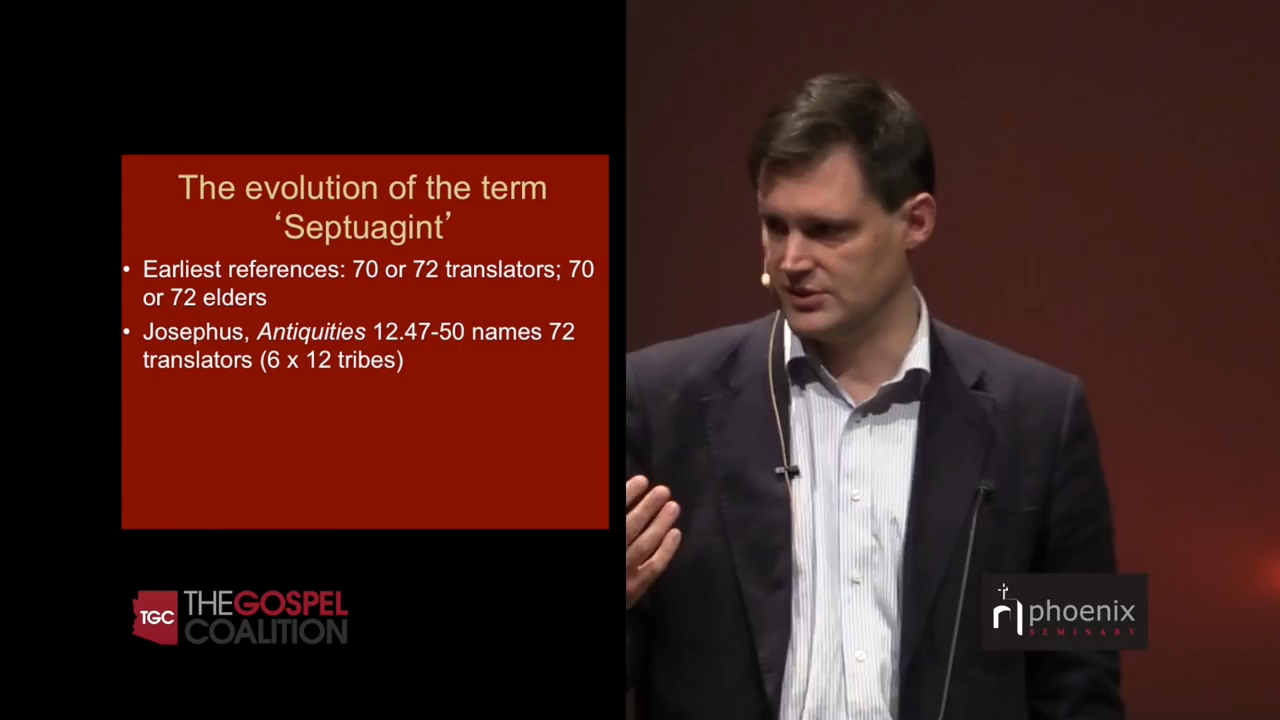 The evolution of the term
‘Septuagint’
• Earliest references: 70 or 72 translators; 70
or 72 elders
• Josephus, Antiquities 12.47-50 names 72
translators (6 x 12 tribes)
TGC
THE GOSPEL
COALITION
phoenix
SEMINARY